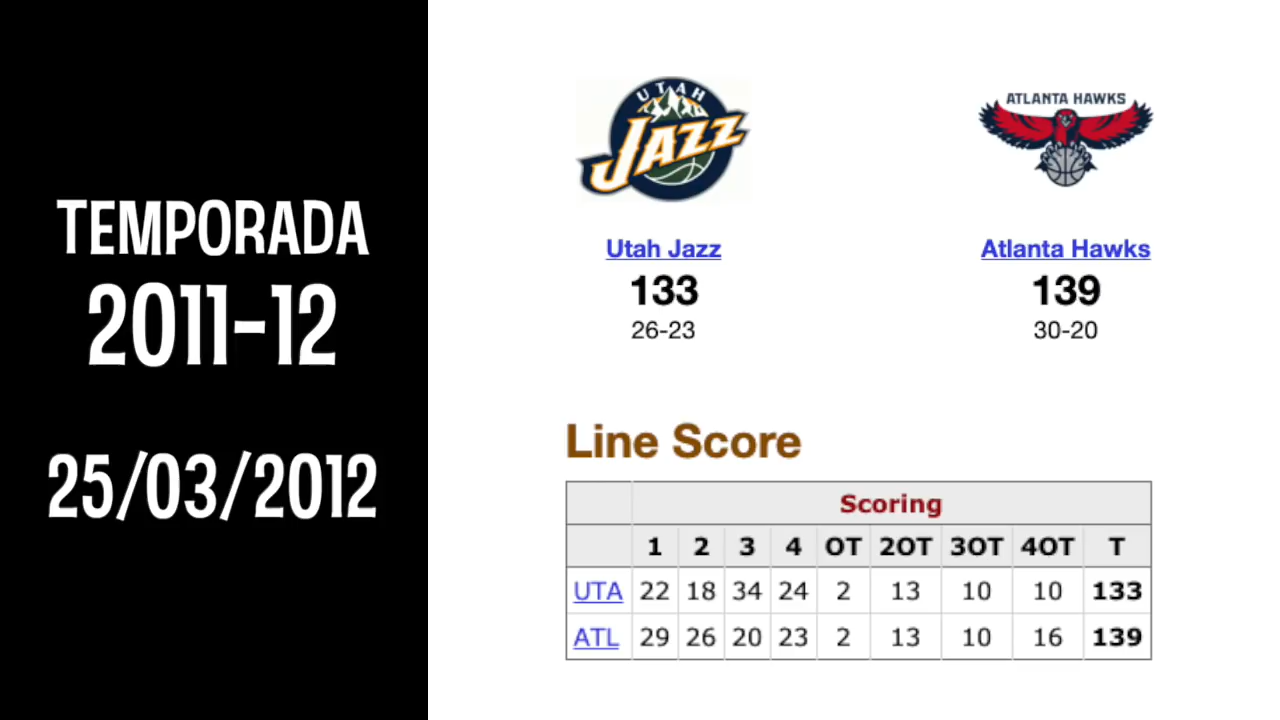 TEMPORADA
2011-12
25/03/2012
UTAH
JAZZ
ATLANTA HAWKS
Utah Jazz
133
26-23
Atlanta Hawks
139
30-20
Line Score
Scoring
1 2 3 4 OT 2OT 3OT 4OT T
UTA 22 18 34 24 2 13 10 10 133
ATL 29 26 20 23 2 13 10 16 139